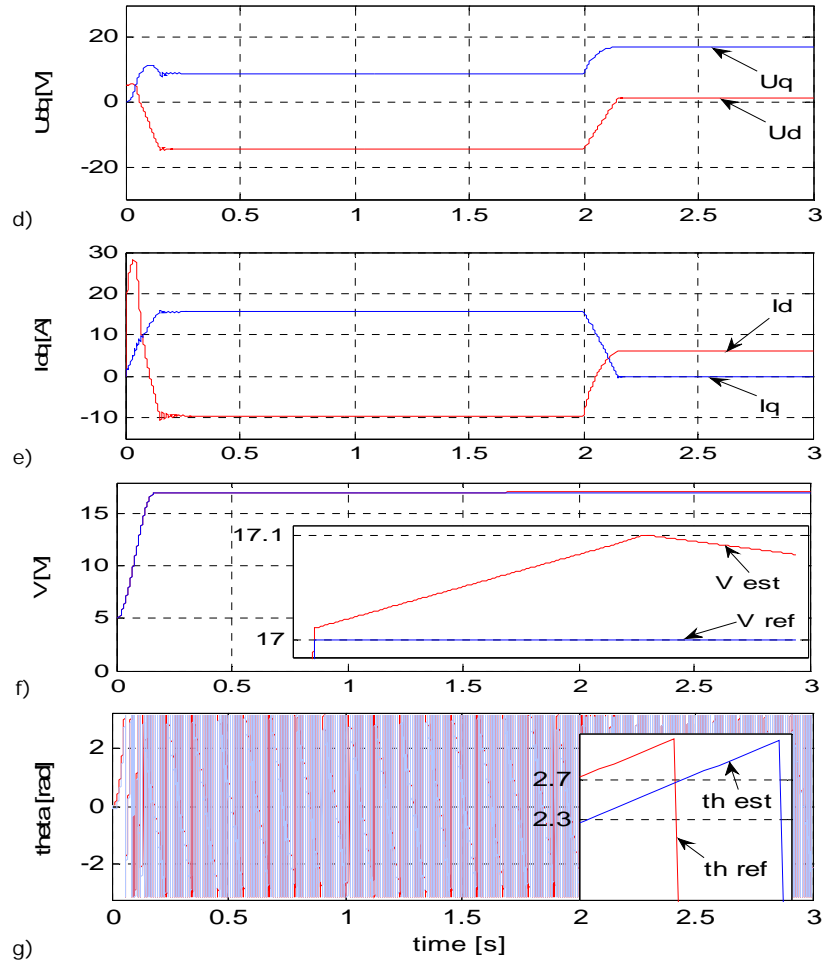 20
0
-20
Udq[V]
Uq
Ud
0 0.5 1 1.5 2 2.5 3
d)
30
20
10
0
-10
Idq[A]
Id
Iq
0 0.5 1 1.5 2 2.5 3
e)
15
10
5
0
V[V]
17.1
17
V est
V ref
0 0.5 1 1.5 2 2.5 3
f)
2
0
-2
theta[rad]
2.7
2.3
th est
th ref
0 0.5 1 1.5 2 2.5 3
time [s]
g)